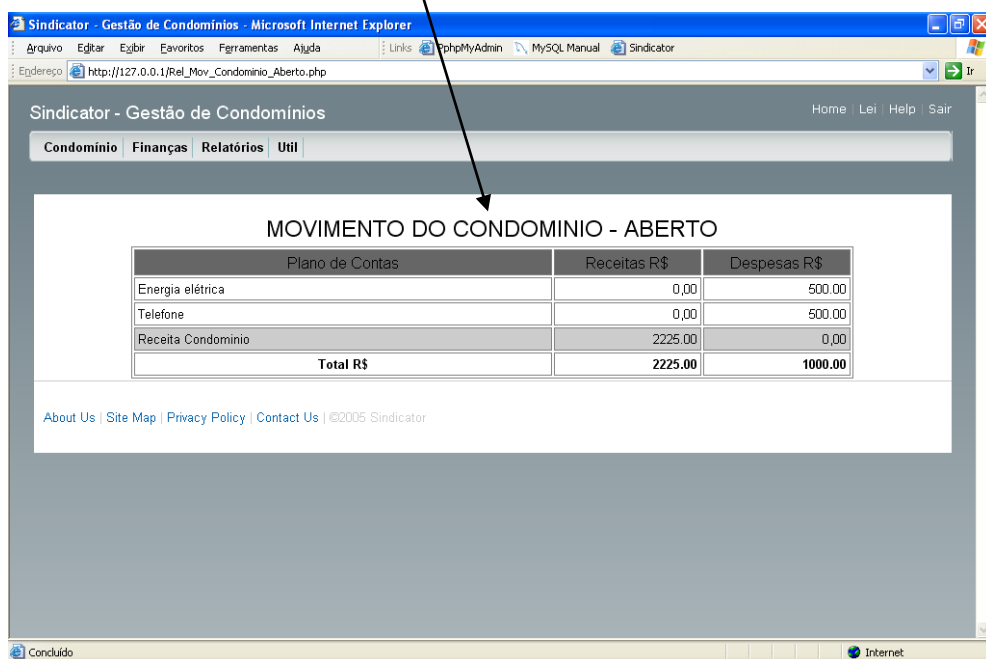 Sindicator - Gestão de Condomínios - Microsoft Internet Explorer
Arquivo Editar Exibir Favoritos Ferramentas Ajuda Links PphpMyAdmin MySQL Manual Sindicator
Endereço http://127.0.0.1/Rel_Mov_Condominio_Aberto.php Ir
Sindicator - Gestão de Condomínios Home | Lei | Help | Sair
Condomínio Finanças Relatórios Util
MOVIMENTO DO CONDOMINIO - ABERTO
Plano de Contas Receitas R$ Despesas R$
Energia elétrica 0,00 500.00
Telefone 0,00 500.00
Receita Condominio 2225.00 0,00
Total R$ 2225.00 1000.00
About Us | Site Map | Privacy Policy | Contact Us | ©2005 Sindicator
Concluído Internet